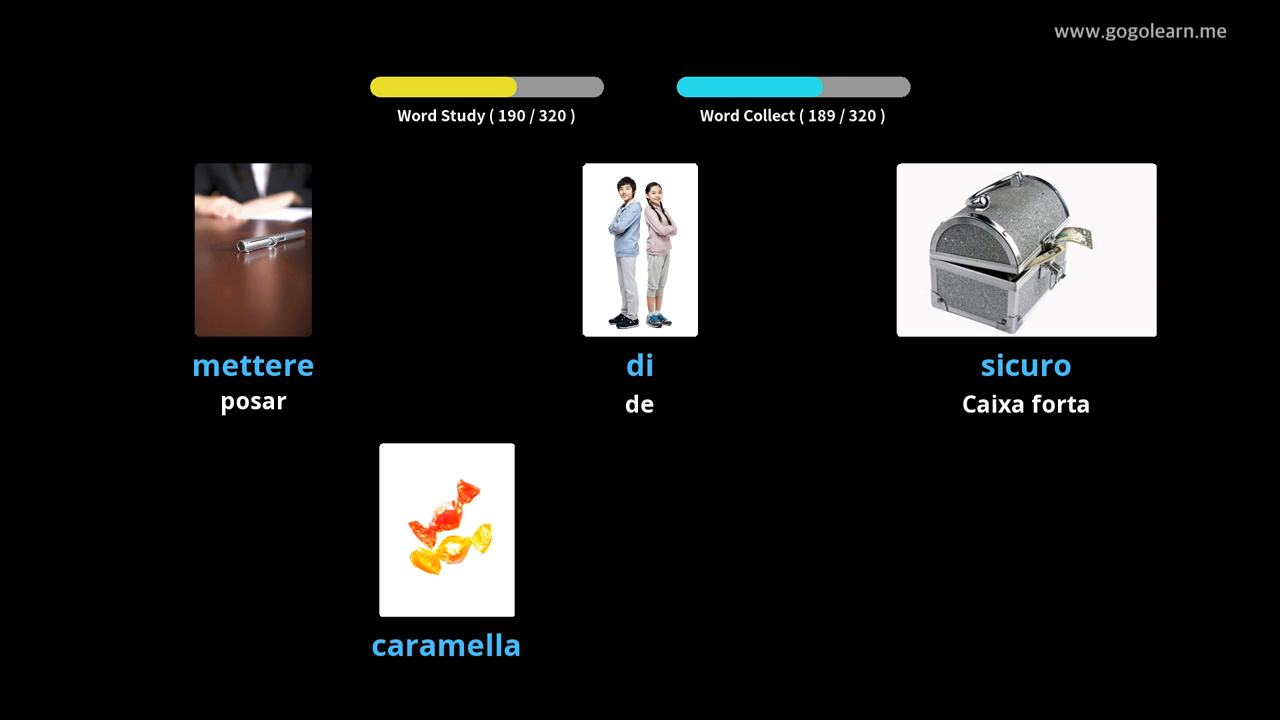 www.gogolearn.me
Word Study ( 190 / 320 )
Word Collect ( 189 / 320 )
mettere
posar
di
de
sicuro
Caixa forta
caramella